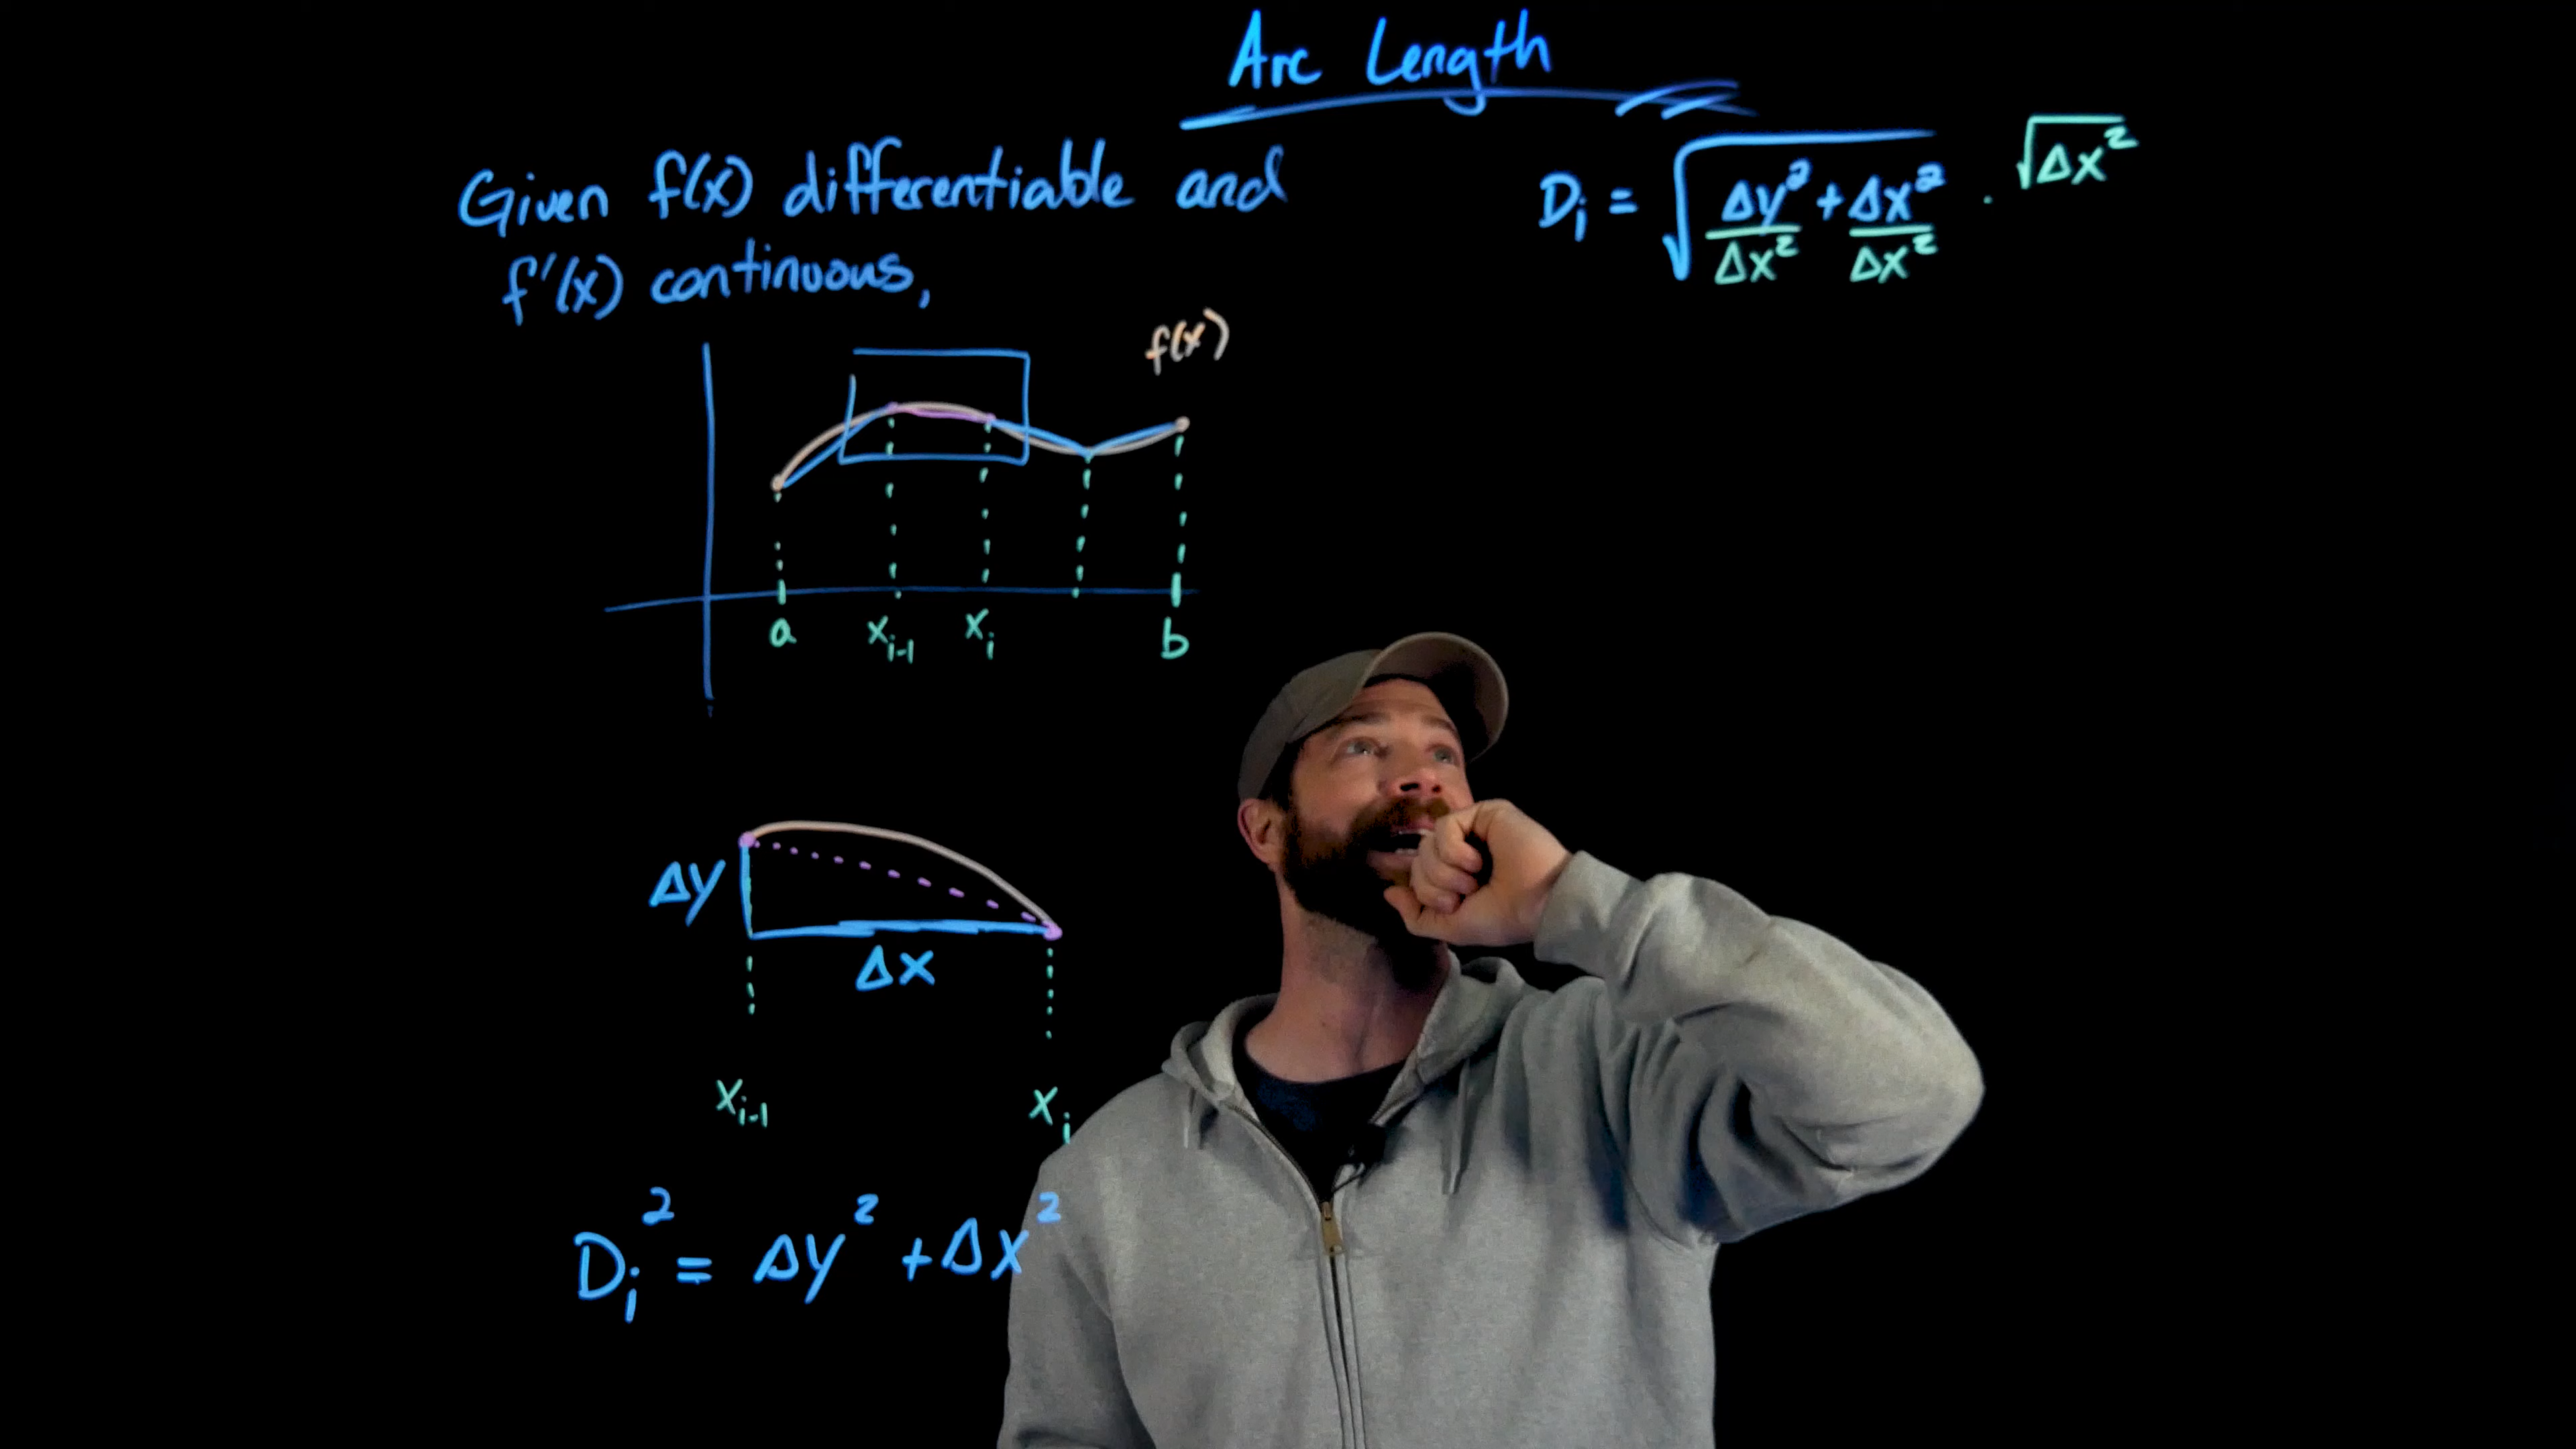 Arc Length
Given f(x) differentiable and
f'(x) continuous,
D_i = √(Δy²/Δx² + Δx²/Δx²) · √Δx²
f(x)
a x_{i-1} x_i b
Δy
Δx
x_{i-1} x_i
D_i² = Δy² + Δx²